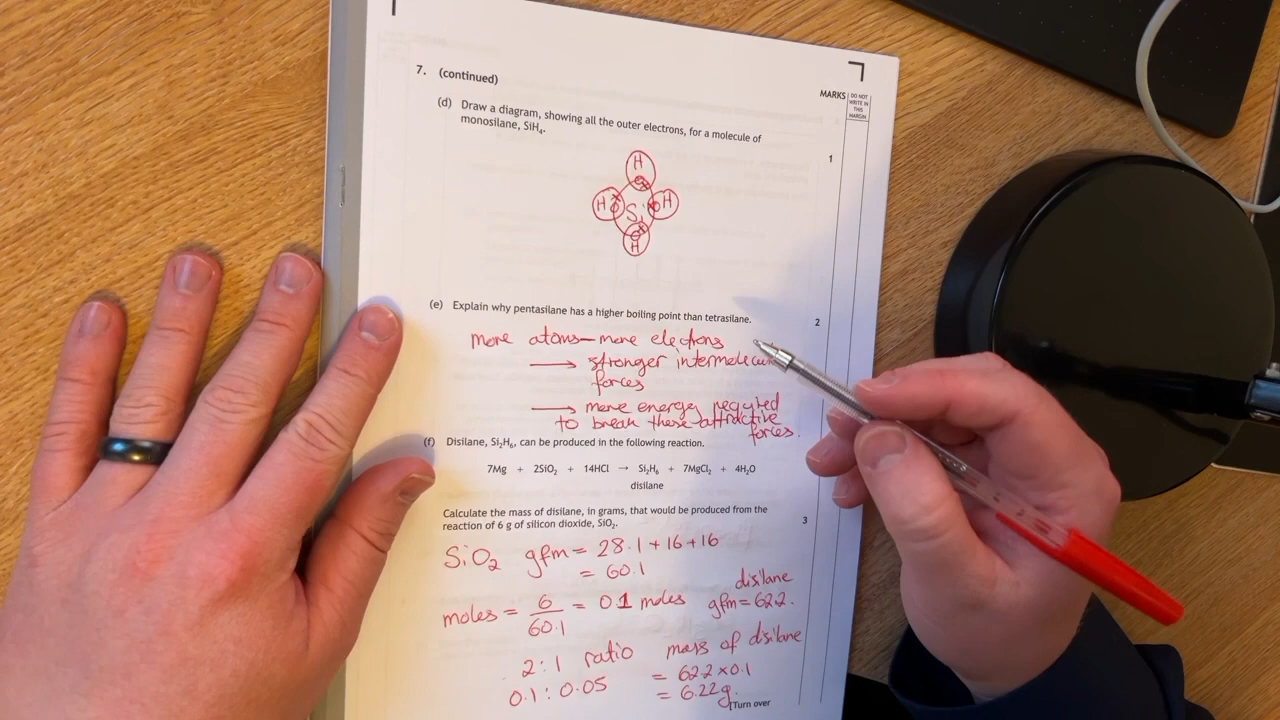 7. (continued)
MARKS
DO NOT
WRITE IN
THIS
MARGIN
(d) Draw a diagram, showing all the outer electrons, for a molecule of
monosilane, SiH₄.
1
H
H Si H
H
(e) Explain why pentasilane has a higher boiling point than tetrasilane.
2
more atoms—more electrons
→ stronger intermolecular
forces
→ more energy required
to break these attractive
forces.
(f) Disilane, Si₂H₆, can be produced in the following reaction.
7Mg + 2SiO₂ + 14HCl → Si₂H₆ + 7MgCl₂ + 4H₂O
disilane
Calculate the mass of disilane, in grams, that would be produced from the
reaction of 6 g of silicon dioxide, SiO₂.
3
SiO₂ gfm = 28.1 + 16 + 16
= 60.1
moles = 6/60.1 = 0.1 moles
disilane
gfm = 62.2.
2:1 ratio
0.1 : 0.05
mass of disilane
= 62.2 x 0.1
= 6.22g.
Turn over